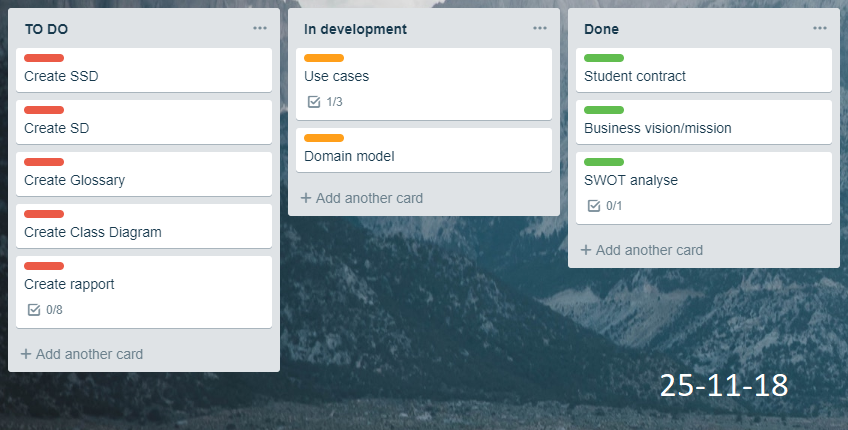 TO DO
Create SSD
Create SD
Create Glossary
Create Class Diagram
Create rapport
0/8
+ Add another card
In development
Use cases
1/3
Domain model
+ Add another card
Done
Student contract
Business vision/mission
SWOT analyse
0/1
+ Add another card
25-11-18